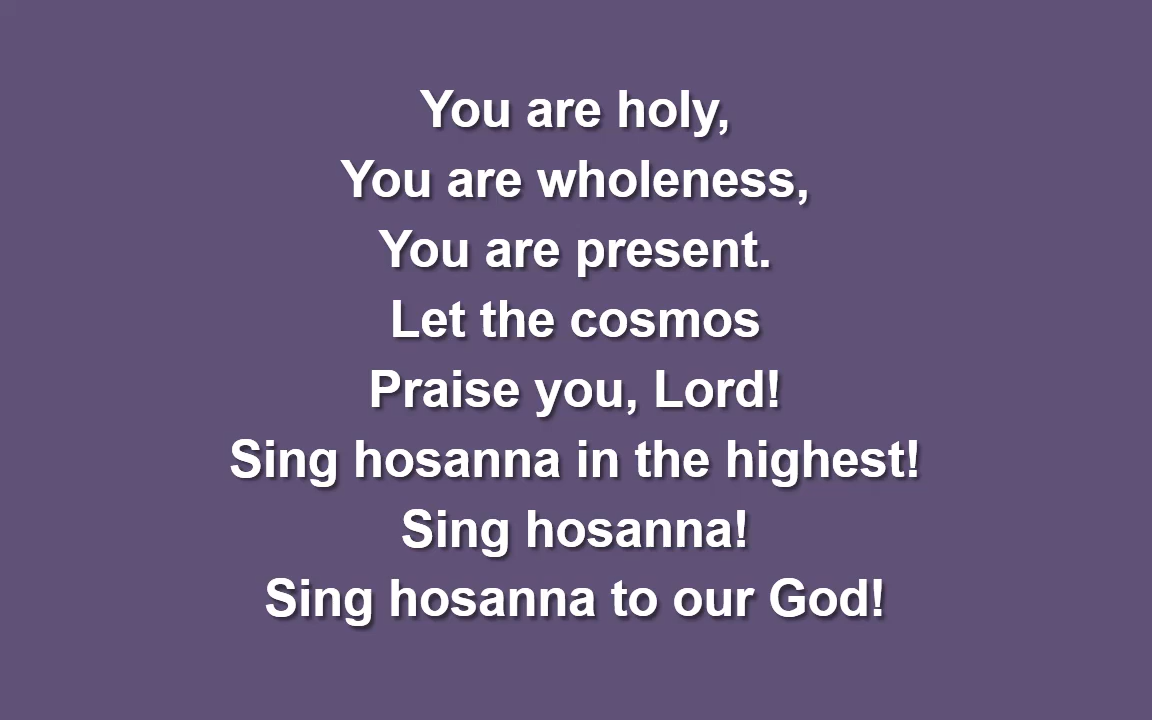 You are holy,
You are wholeness,
You are present.
Let the cosmos
Praise you, Lord!
Sing hosanna in the highest!
Sing hosanna!
Sing hosanna to our God!